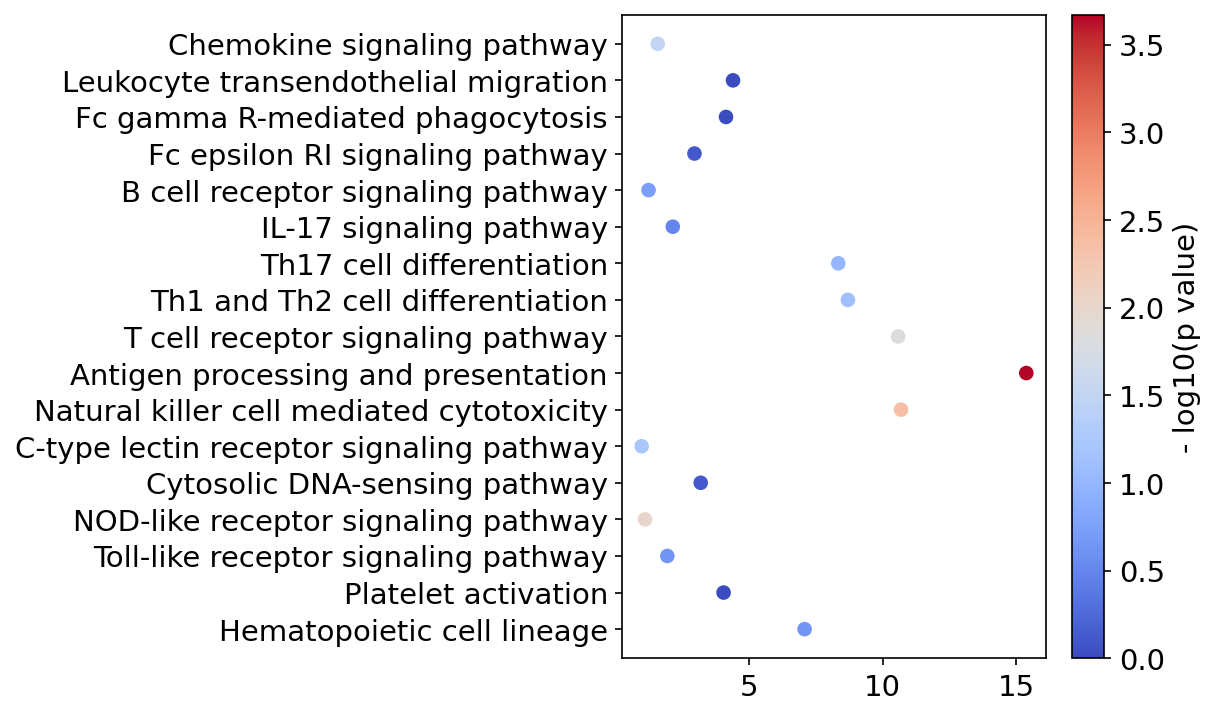 Chemokine signaling pathway
Leukocyte transendothelial migration
Fc gamma R-mediated phagocytosis
Fc epsilon RI signaling pathway
B cell receptor signaling pathway
IL-17 signaling pathway
Th17 cell differentiation
Th1 and Th2 cell differentiation
T cell receptor signaling pathway
Antigen processing and presentation
Natural killer cell mediated cytotoxicity
C-type lectin receptor signaling pathway
Cytosolic DNA-sensing pathway
NOD-like receptor signaling pathway
Toll-like receptor signaling pathway
Platelet activation
Hematopoietic cell lineage
5 10 15
3.5
3.0
2.5
2.0
1.5
1.0
0.5
0.0
- log10(p value)